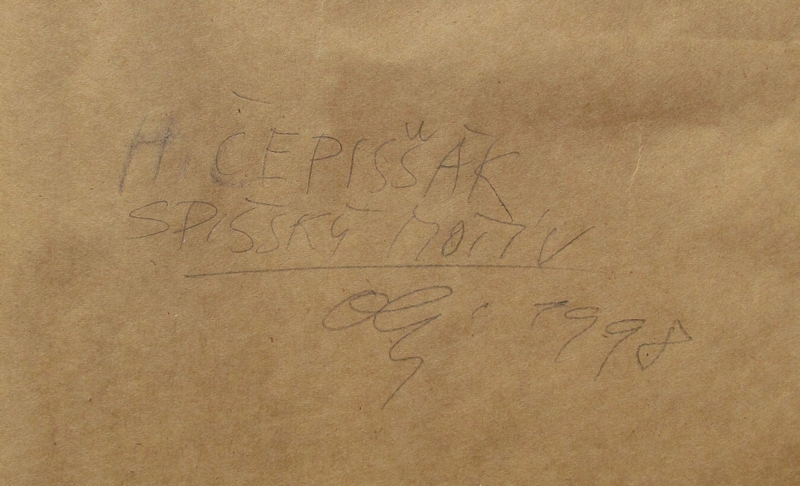 M. ČEPISŠÁK
SPIŠSKÝ MOTÍV
Olej 1998